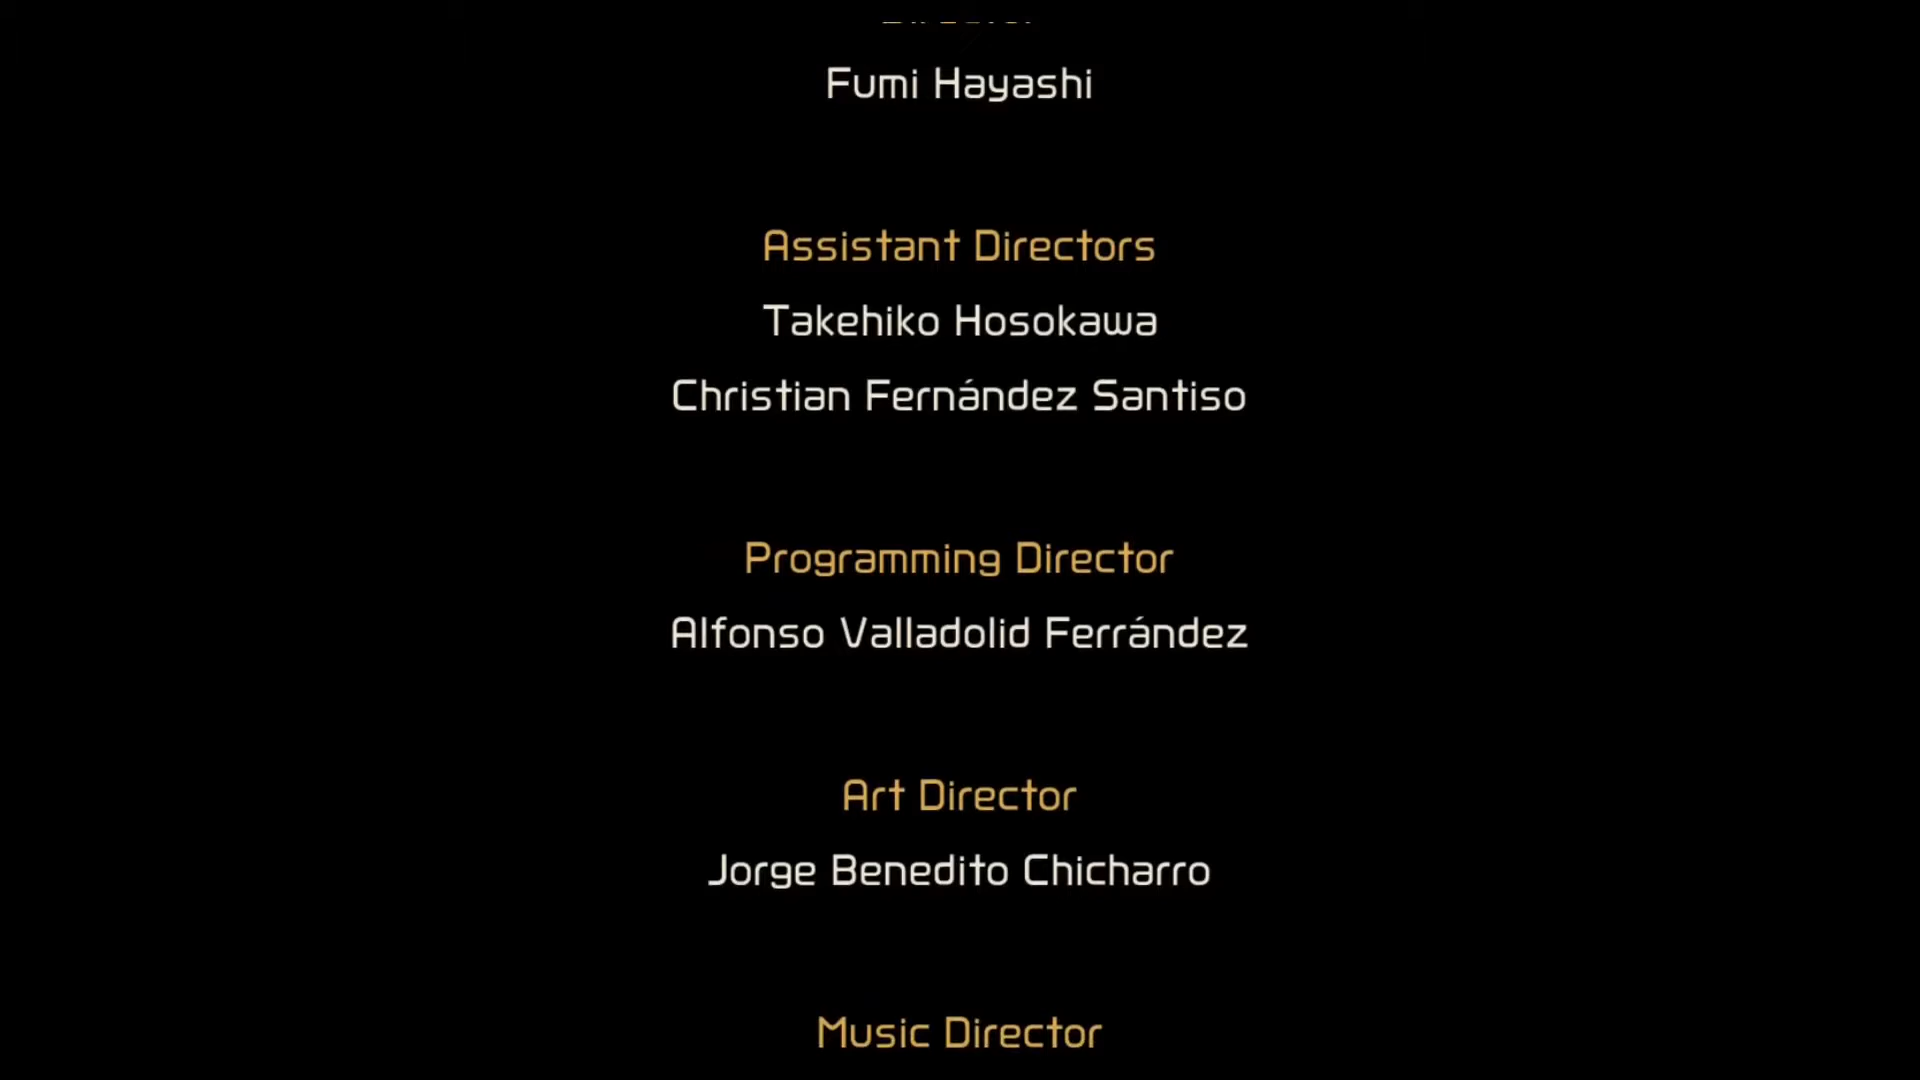 Fumi Hayashi
Assistant Directors
Takehiko Hosokawa
Christian Fernández Santiso
Programming Director
Alfonso Valladolid Ferrández
Art Director
Jorge Benedito Chicharro
Music Director